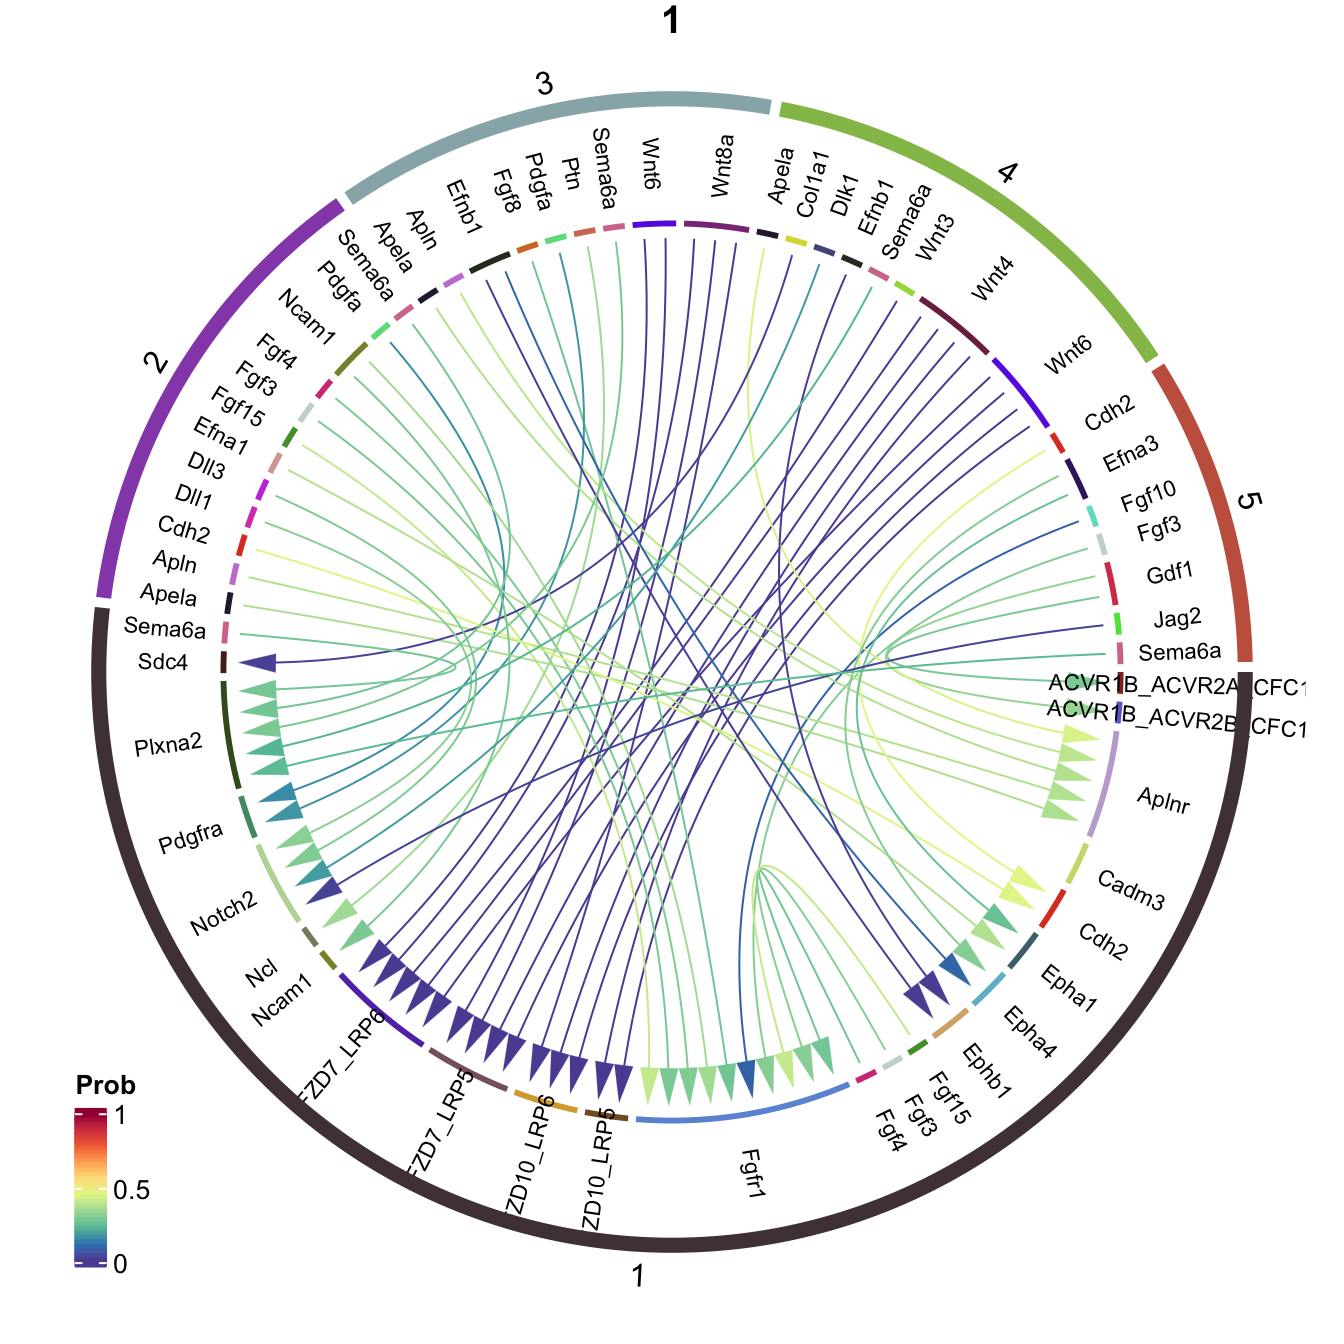 1
3
Wnt6
Wnt8a
Sema6a
Ptn
Pdgfa
Fgf8
Efnb1
Apln
Apela
4
Apela
Col1a1
Dlk1
Efnb1
Sema6a
Wnt3
Wnt4
Wnt6
2
Sema6a
Pdgfa
Ncam1
Fgf4
Fgf3
Fgf15
Efna1
Dll3
Dll1
Cdh2
Apln
Apela
5
Cdh2
Efna3
Fgf10
Fgf3
Gdf1
Jag2
Sema6a
ACVR1B_ACVR2A_CFC1
ACVR1B_ACVR2B_CFC1
Aplnr
Cadm3
Cdh2
Epha1
Epha4
Ephb1
Fgf15
Fgf3
Fgf4
Fgfr1
ZD10_LRP5
ZD10_LRP6
FZD7_LRP5
FZD7_LRP6
Ncam1
Ncl
Notch2
Pdgfra
Plxna2
Sdc4
Sema6a
1
Prob
1
0.5
0